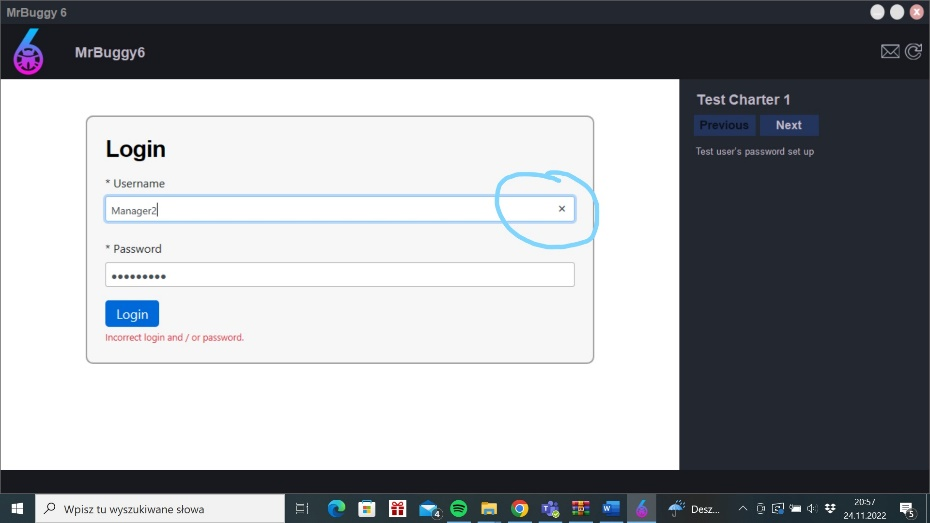 MrBuggy 6
MrBuggy6
Test Charter 1
Previous Next
Test user's password set up
Login
* Username
Manager2
* Password
Login
Incorrect login and / or password.
Wpisz tu wyszukiwane słowa
4
Desz...
20:57
24.11.2022
5